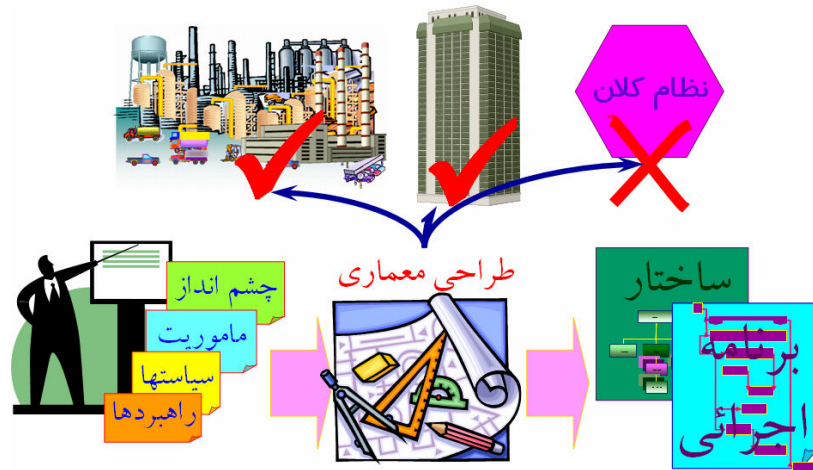 نظام کلان
طراحی معماری
چشم انداز
ماموریت
سیاستها
راهبردها
ساختار
برنامه
اجرائی